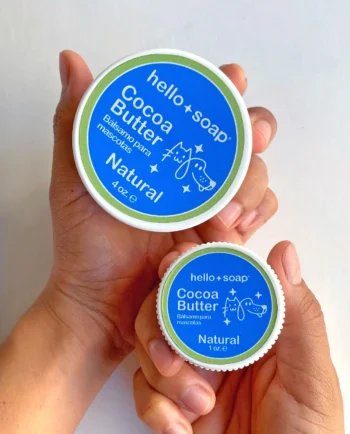 hello+soap®
Cocoa
Butter
Bálsamo para
mascotas
Natural
4 oz. ℮
hello+soap®
Cocoa
Butter
Bálsamo para
mascotas
Natural
1 oz. ℮